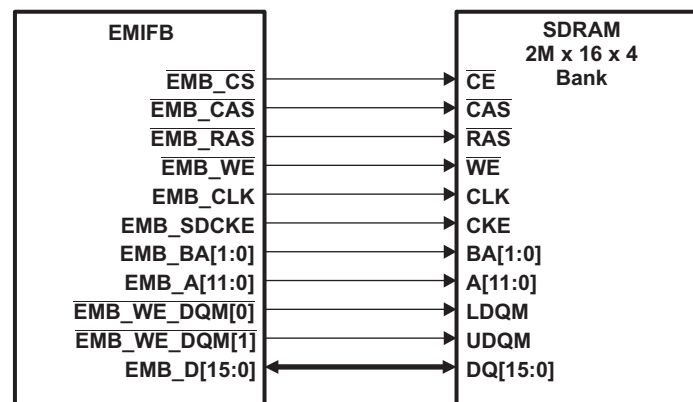 EMIFB
SDRAM
2M x 16 x 4
Bank
EMB_CS CE
EMB_CAS CAS
EMB_RAS RAS
EMB_WE WE
EMB_CLK CLK
EMB_SDCKE CKE
EMB_BA[1:0] BA[1:0]
EMB_A[11:0] A[11:0]
EMB_WE_DQM[0] LDQM
EMB_WE_DQM[1] UDQM
EMB_D[15:0] DQ[15:0]